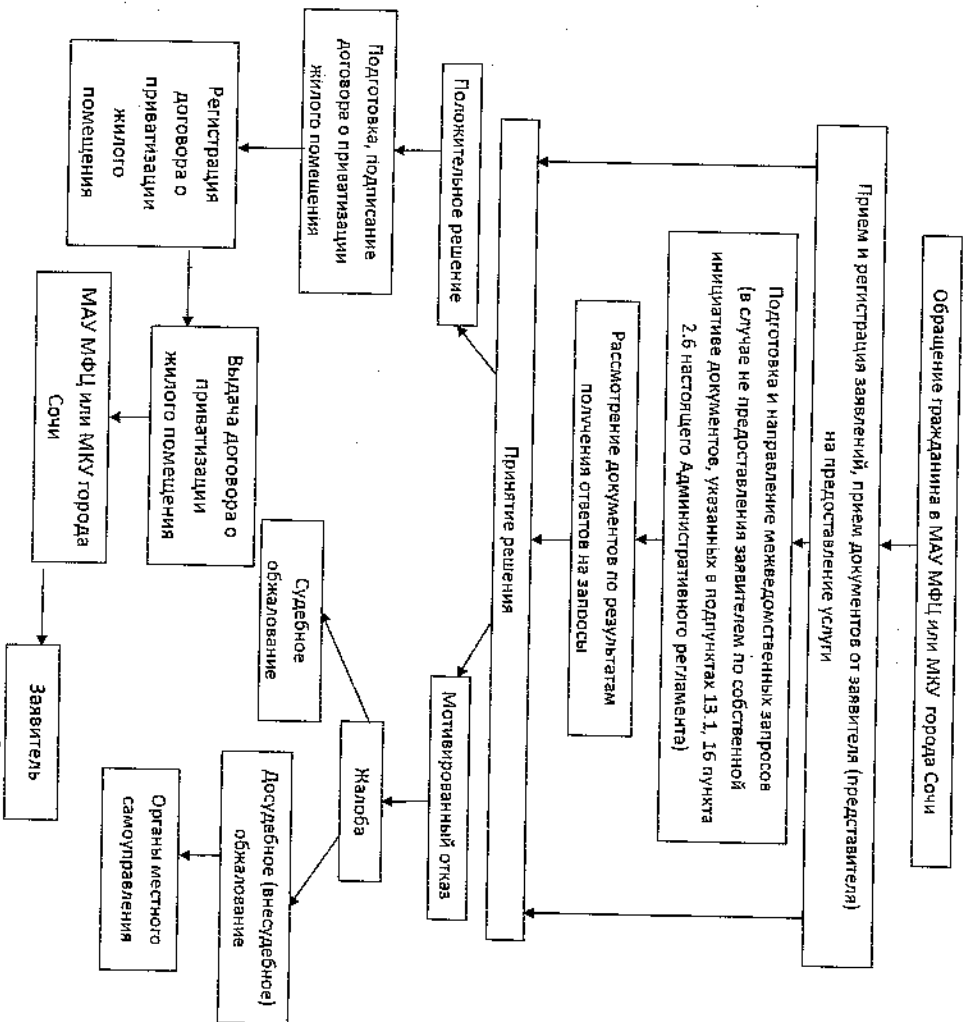 Обращение гражданина в МАУ МФЦ или МКУ города Сочи
Прием и регистрация заявлений, прием документов от заявителя (представителя)
на предоставление услуги
Подготовка и направление межведомственных запросов
(в случае не предоставления заявителем по собственной
инициативе документов, указанных в подпунктах 13.1, 16 пункта
2.6 настоящего Административного регламента)
Рассмотрение документов по результатам
получения ответов на запросы
Принятие решения
Положительное решение
Мотивированный отказ
Подготовка, подписание
договора о приватизации
жилого помещения
Жалоба
Регистрация
договора о
приватизации
жилого
помещения
Выдача договора о
приватизации
жилого помещения
Судебное
обжалование
Досудебное (внесудебное)
обжалование
МАУ МФЦ или МКУ города
Сочи
Органы местного
самоуправления
Заявитель